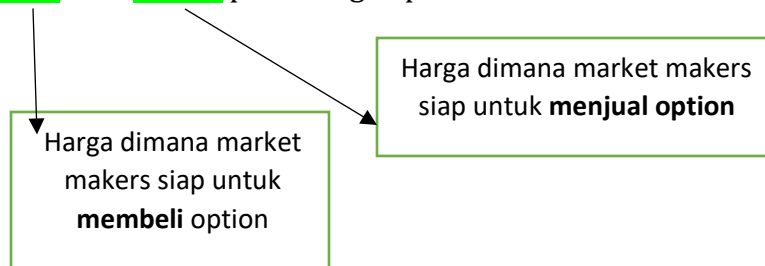 Harga dimana market makers
siap untuk menjual option
Harga dimana market
makers siap untuk
membeli option